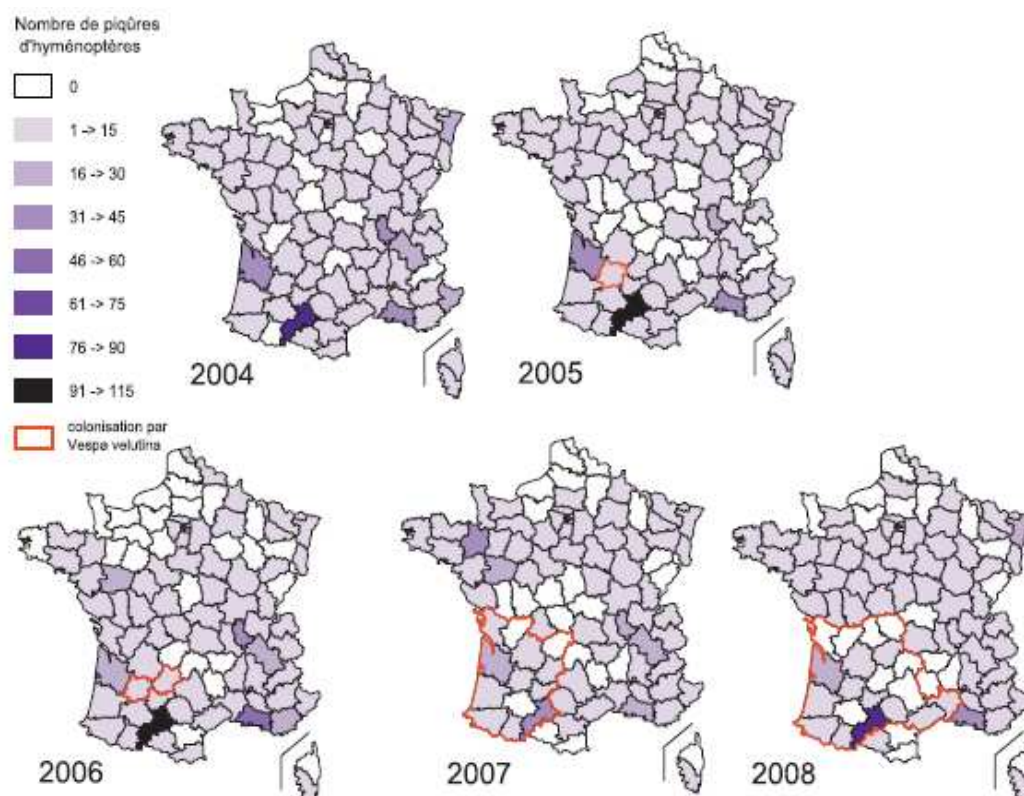 Nombre de piqûres
d'hyménoptères
0
1 -> 15
16 -> 30
31 -> 45
46 -> 60
61 -> 75
76 -> 90
91 -> 115
colonisation par
Vespa velutina
2004
2005
2006
2007
2008